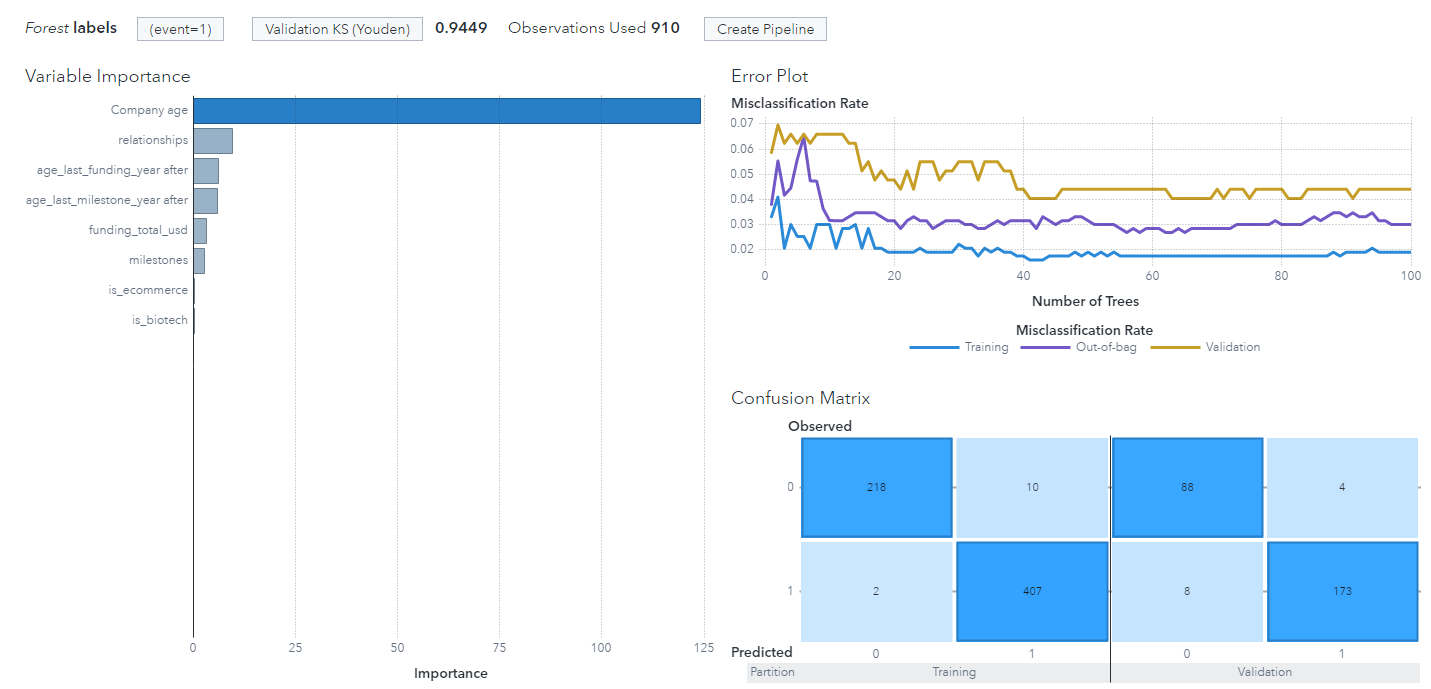 Forest labels (event=1) Validation KS (Youden) 0.9449 Observations Used 910 Create Pipeline
Variable Importance
Company age
relationships
age_last_funding_year after
age_last_milestone_year after
funding_total_usd
milestones
is_ecommerce
is_biotech
0 25 50 75 100 125
Importance
Error Plot
Misclassification Rate
0.07
0.06
0.05
0.04
0.03
0.02
0 20 40 60 80 100
Number of Trees
Misclassification Rate
Training Out-of-bag Validation
Confusion Matrix
Observed
0 218 10 88 4
1 2 407 8 173
Predicted 0 1 0 1
Partition Training Validation